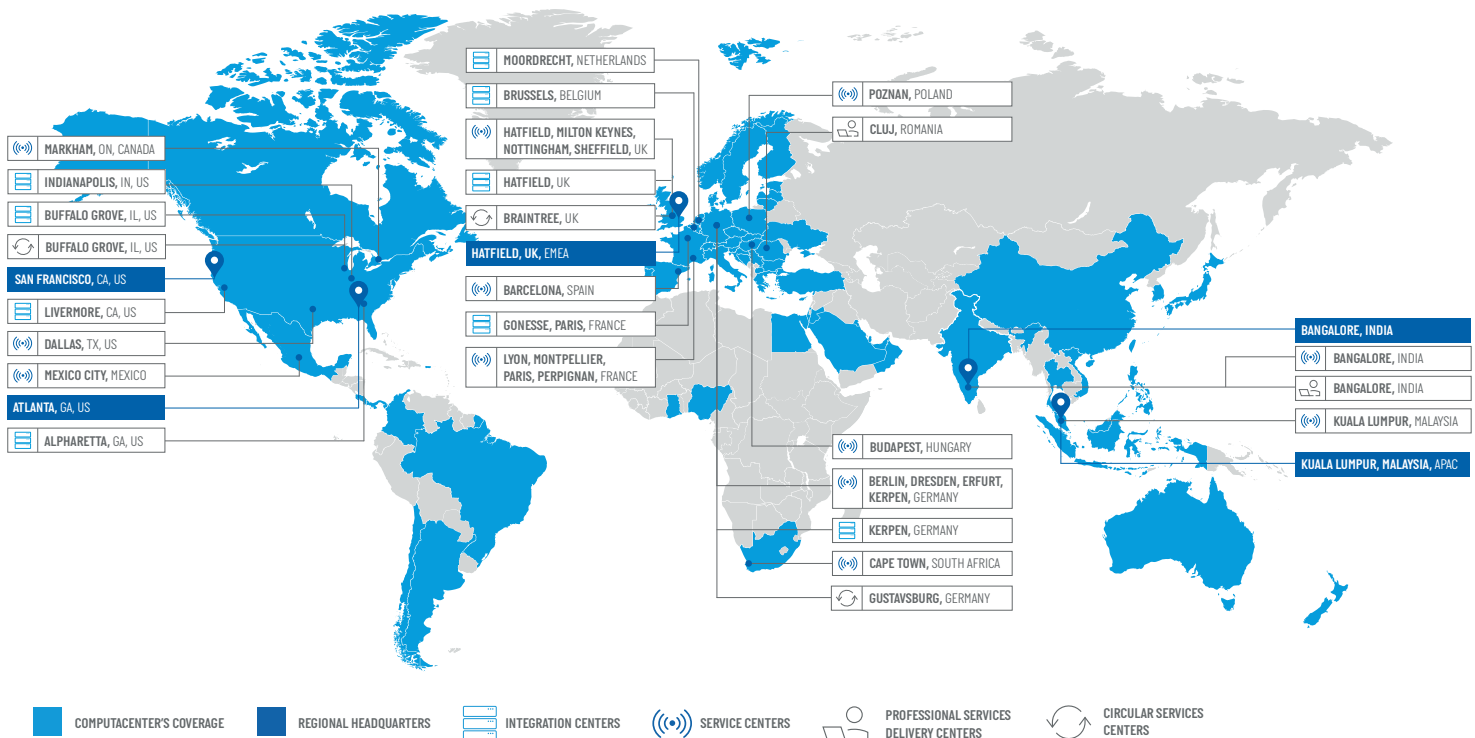 MARKHAM, ON, CANADA
INDIANAPOLIS, IN, US
BUFFALO GROVE, IL, US
BUFFALO GROVE, IL, US
SAN FRANCISCO, CA, US
LIVERMORE, CA, US
DALLAS, TX, US
MEXICO CITY, MEXICO
ATLANTA, GA, US
ALPHARETTA, GA, US
MOORDRECHT, NETHERLANDS
BRUSSELS, BELGIUM
HATFIELD, MILTON KEYNES,
NOTTINGHAM, SHEFFIELD, UK
HATFIELD, UK
BRAINTREE, UK
HATFIELD, UK, EMEA
BARCELONA, SPAIN
GONESSE, PARIS, FRANCE
LYON, MONTPELLIER,
PARIS, PERPIGNAN, FRANCE
POZNAN, POLAND
CLUJ, ROMANIA
BUDAPEST, HUNGARY
BERLIN, DRESDEN, ERFURT,
KERPEN, GERMANY
KERPEN, GERMANY
CAPE TOWN, SOUTH AFRICA
GUSTAVSBURG, GERMANY
BANGALORE, INDIA
BANGALORE, INDIA
BANGALORE, INDIA
KUALA LUMPUR, MALAYSIA
KUALA LUMPUR, MALAYSIA, APAC
COMPUTACENTER'S COVERAGE
REGIONAL HEADQUARTERS
INTEGRATION CENTERS
SERVICE CENTERS
PROFESSIONAL SERVICES
DELIVERY CENTERS
CIRCULAR SERVICES
CENTERS